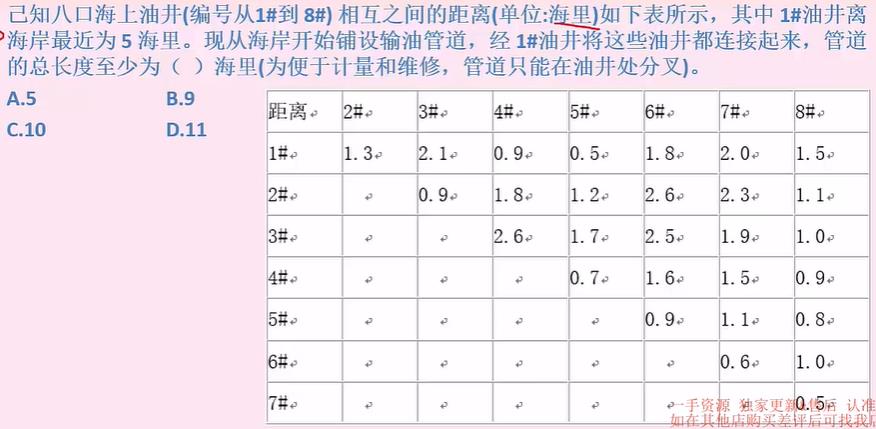 己知八口海上油井(编号从1#到 8#) 相互之间的距离(单位:海里)如下表所示，其中 1#油井离
海岸最近为 5 海里。现从海岸开始铺设输油管道，经 1#油井将这些油井都连接起来，管道
的总长度至少为（ ）海里(为便于计量和维修，管道只能在油井处分叉)。
A.5 B.9
C.10 D.11
距离 2# 3# 4# 5# 6# 7# 8#
1# 1.3 2.1 0.9 0.5 1.8 2.0 1.5
2# 0.9 1.8 1.2 2.6 2.3 1.1
3# 2.6 1.7 2.5 1.9 1.0
4# 0.7 1.6 1.5 0.9
5# 0.9 1.1 0.8
6# 0.6 1.0
7# 0.5
一手资源 独家更新 售后 认准
如在其他店购买差评后可找我